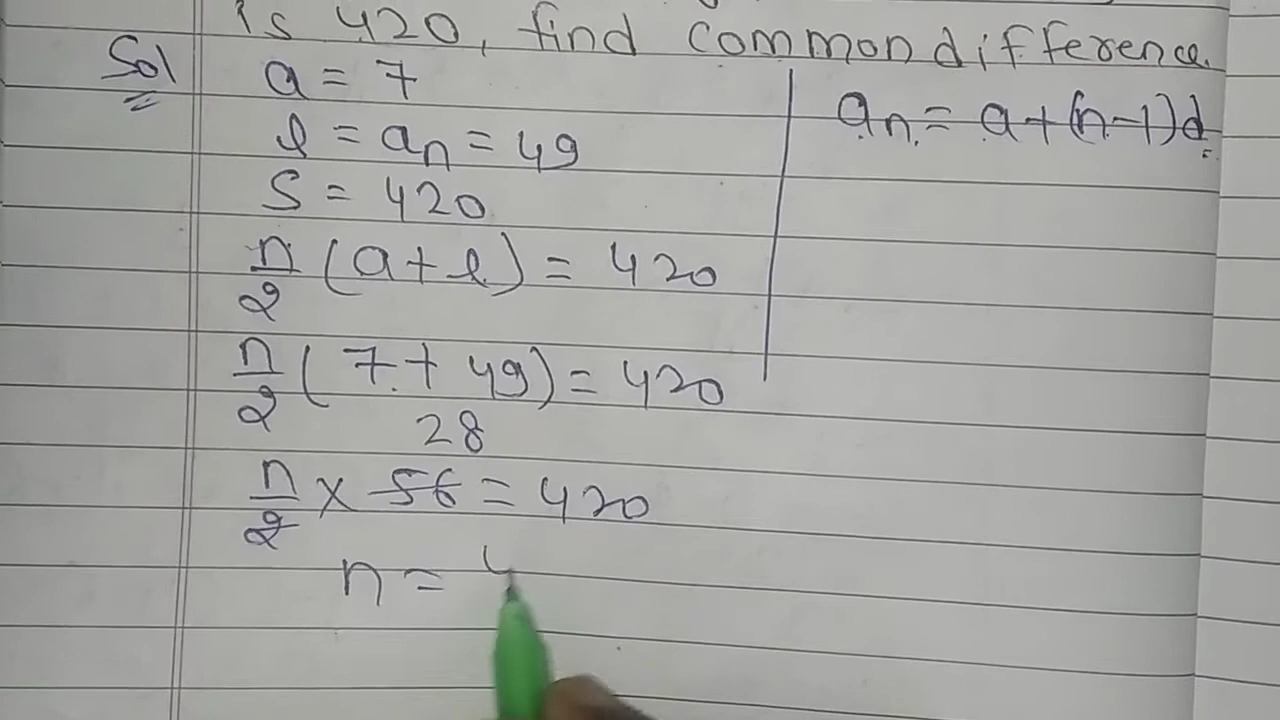 is 420, find common difference.
Sol
a = 7
l = an = 49
S = 420
n/2 (a + l) = 420
n/2 (7 + 49) = 420
28
n/2 × 56 = 420
n = 4
an = a + (n-1)d